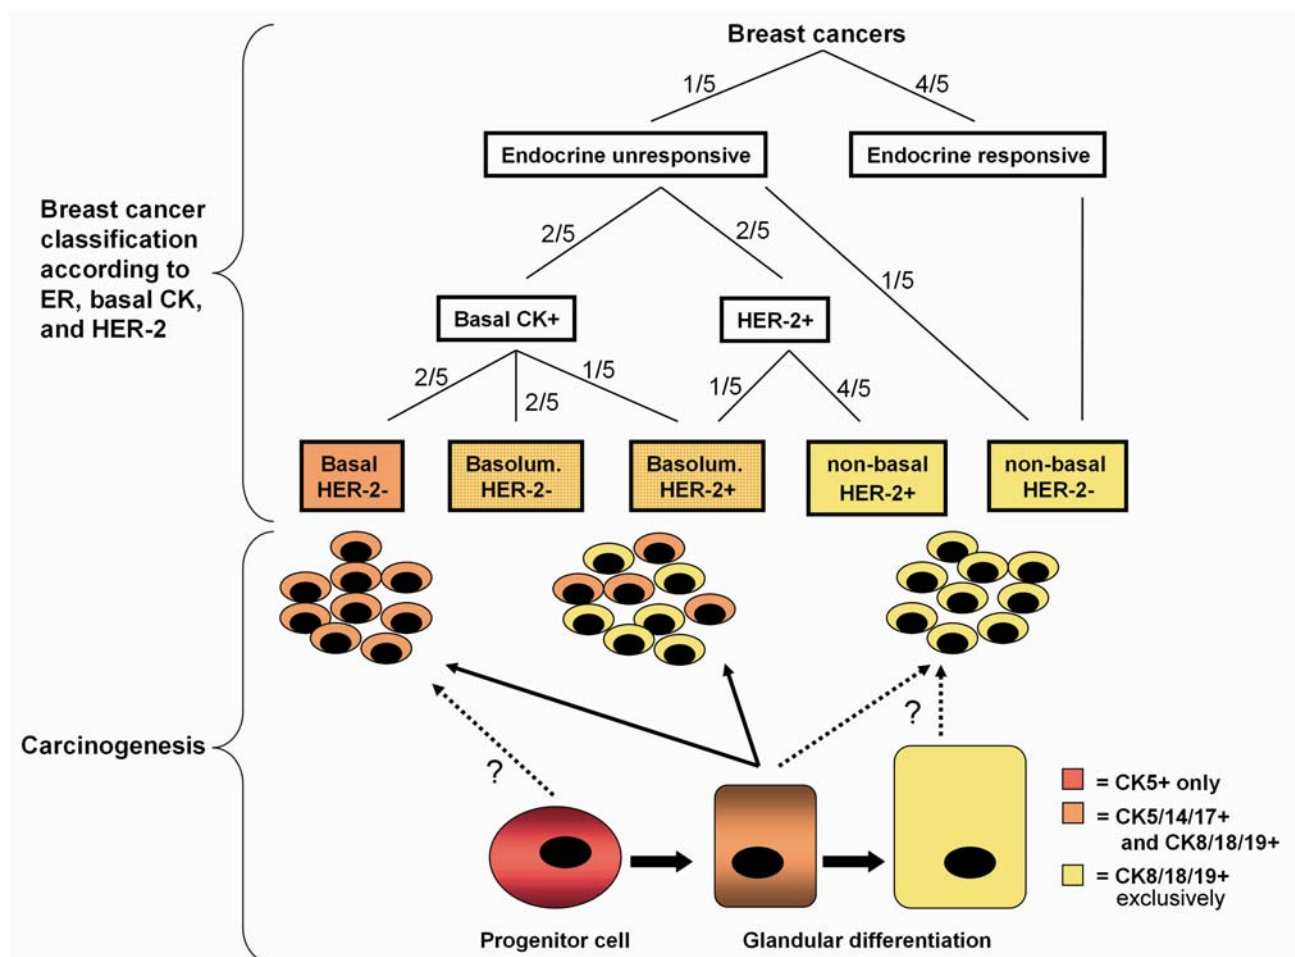 Breast cancers
1/5
4/5
Endocrine unresponsive
Endocrine responsive
Breast cancer
classification
according to
ER, basal CK,
and HER-2
2/5
2/5
1/5
Basal CK+
HER-2+
2/5
2/5
1/5
1/5
4/5
Basal
HER-2-
Basolum.
HER-2-
Basolum.
HER-2+
non-basal
HER-2+
non-basal
HER-2-
Carcinogenesis
?
?
= CK5+ only
= CK5/14/17+
and CK8/18/19+
= CK8/18/19+
exclusively
Progenitor cell
Glandular differentiation